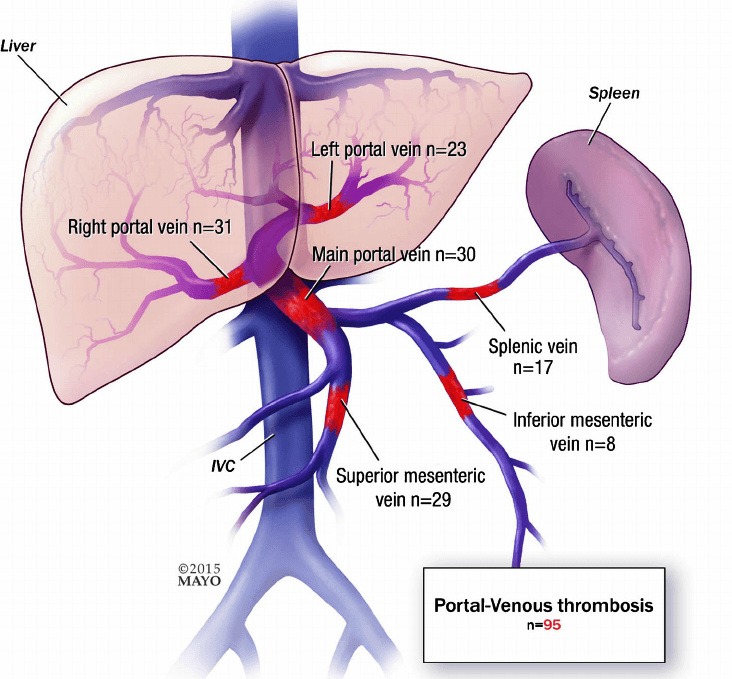 Liver
Spleen
Left portal vein n=23
Right portal vein n=31
Main portal vein n=30
Splenic vein
n=17
Inferior mesenteric
vein n=8
IVC
Superior mesenteric
vein n=29
©2015
MAYO
Portal-Venous thrombosis
n=95